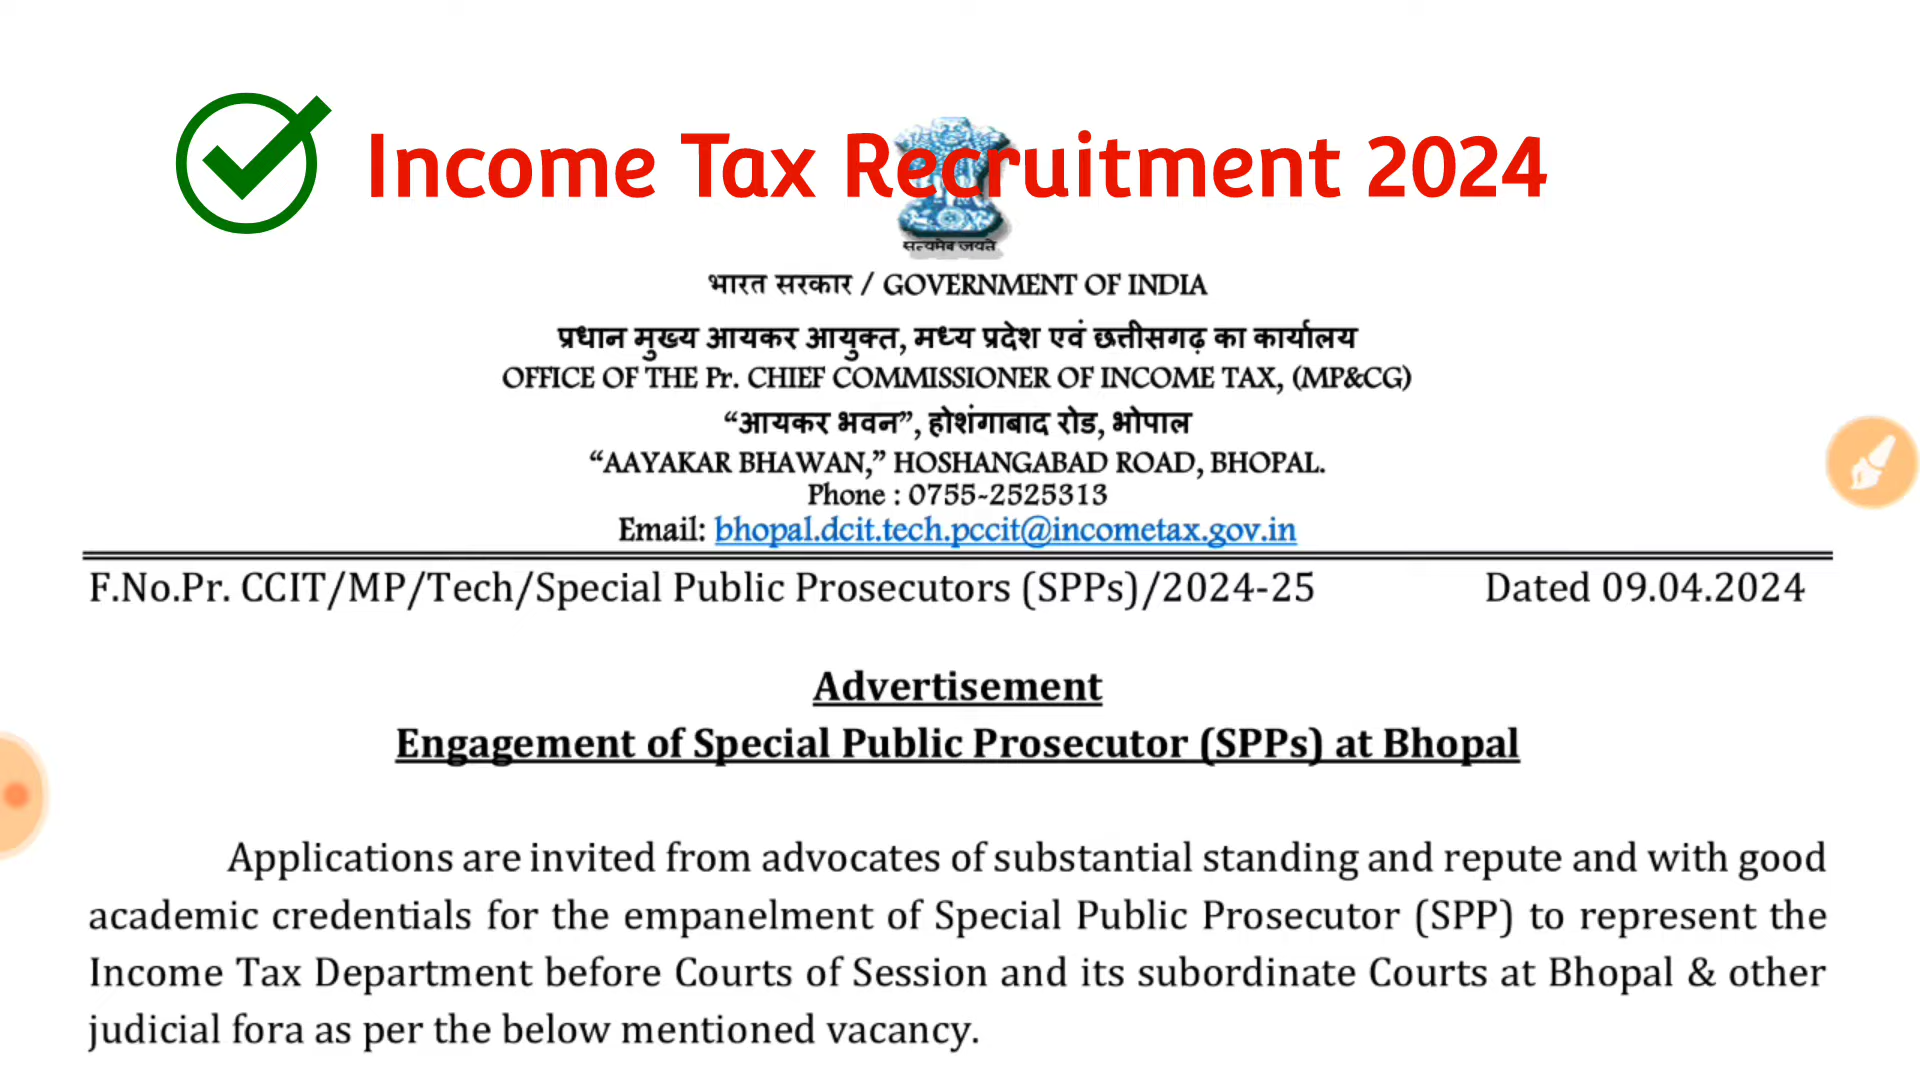 Income Tax Recruitment 2024
सत्यमेव जयते
भारत सरकार / GOVERNMENT OF INDIA
प्रधान मुख्य आयकर आयुक्त, मध्य प्रदेश एवं छत्तीसगढ़ का कार्यालय
OFFICE OF THE Pr. CHIEF COMMISSIONER OF INCOME TAX, (MP&CG)
“आयकर भवन”, होशंगाबाद रोड, भोपाल
“AAYAKAR BHAWAN,” HOSHANGABAD ROAD, BHOPAL.
Phone : 0755-2525313
Email: bhopal.dcit.tech.pccit@incometax.gov.in
F.No.Pr. CCIT/MP/Tech/Special Public Prosecutors (SPPs)/2024-25 Dated 09.04.2024
Advertisement
Engagement of Special Public Prosecutor (SPPs) at Bhopal
Applications are invited from advocates of substantial standing and repute and with good
academic credentials for the empanelment of Special Public Prosecutor (SPP) to represent the
Income Tax Department before Courts of Session and its subordinate Courts at Bhopal & other
judicial fora as per the below mentioned vacancy.